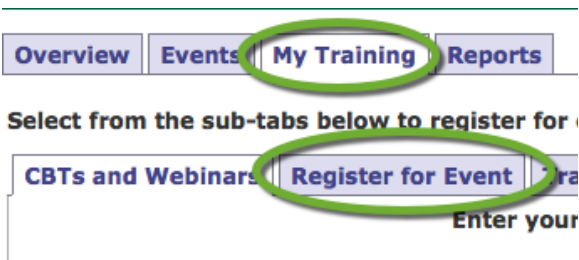 Overview Events My Training Reports
Select from the sub-tabs below to register for
CBTs and Webinars Register for Event
Enter your